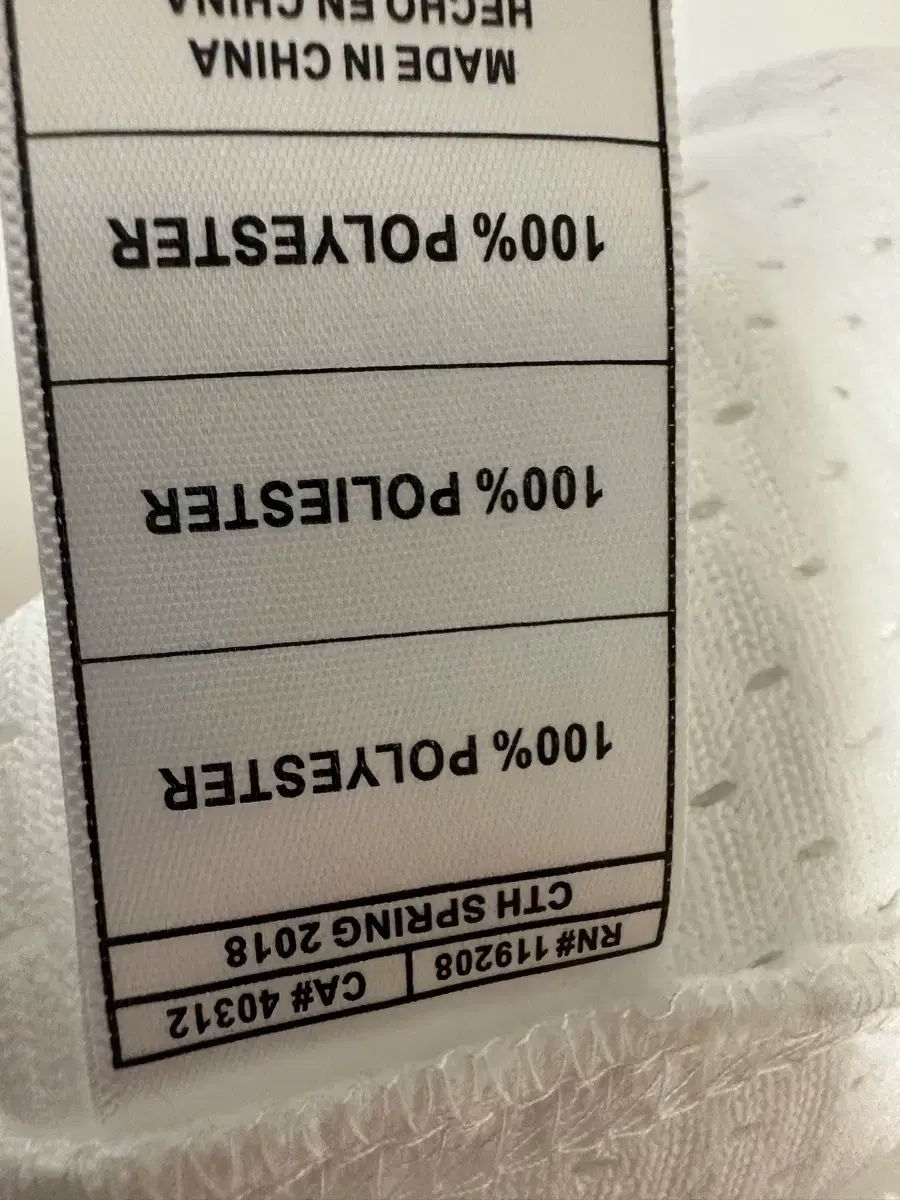 RN# 119208 CA# 40312
CTH SPRING 2018
100% POLYESTER
100% POLIESTER
100% POLYESTER
MADE IN CHINA
HECHO EN CHINA